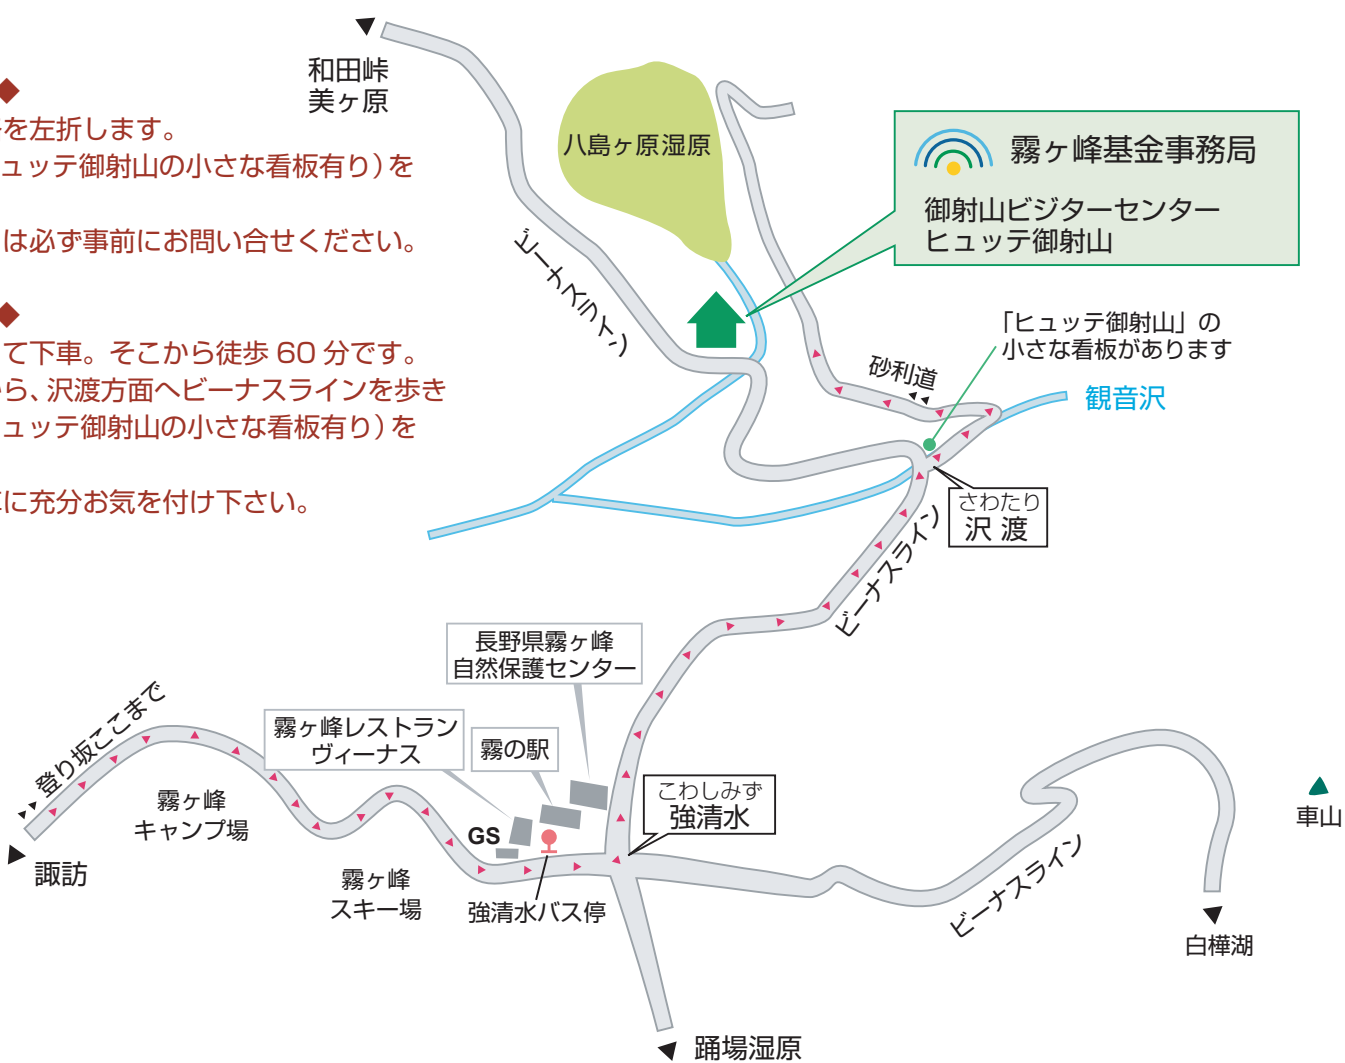 和田峠
美ヶ原
◆
を左折します。
ュッテ御射山の小さな看板有り）を
は必ず事前にお問い合せください。
◆
て下車。そこから徒歩 60 分です。
ら、沢渡方面へビーナスラインを歩き
ュッテ御射山の小さな看板有り）を
に充分お気を付け下さい。
八島ヶ原湿原
霧ヶ峰基金事務局
御射山ビジターセンター
ヒュッテ御射山
ビーナスライン
「ヒュッテ御射山」の
小さな看板があります
砂利道
観音沢
さわたり
沢 渡
ビーナスライン
長野県霧ヶ峰
自然保護センター
霧ヶ峰レストラン
ヴィーナス
霧の駅
登り坂ここまで
霧ヶ峰
キャンプ場
諏訪
GS
こわしみず
強清水
霧ヶ峰
スキー場
強清水バス停
ビーナスライン
車山
白樺湖
踊場湿原